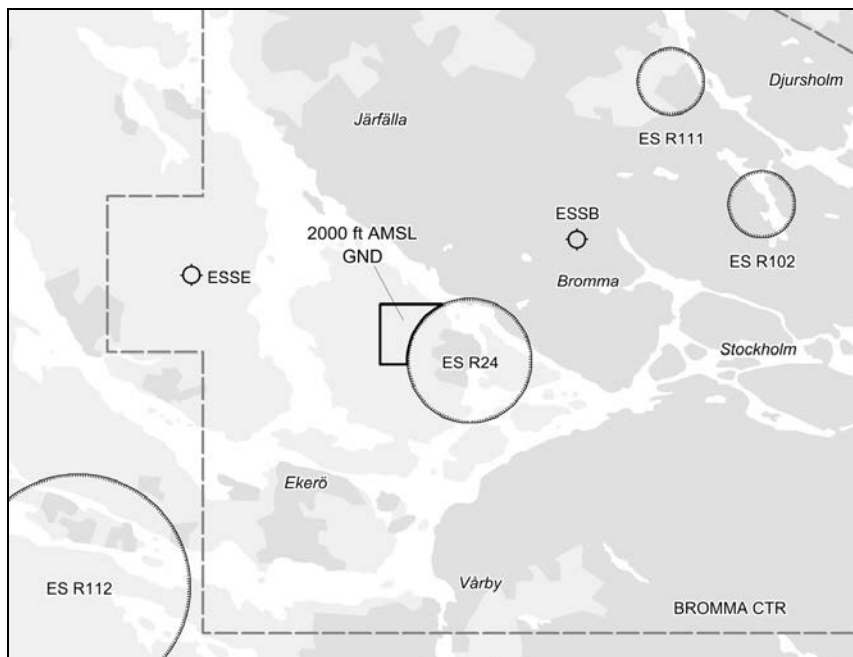 Djursholm
Järfälla
ES R111
ESSB
2000 ft AMSL
GND
ES R102
ESSE
Bromma
Stockholm
ES R24
Ekerö
Vårby
ES R112
BROMMA CTR